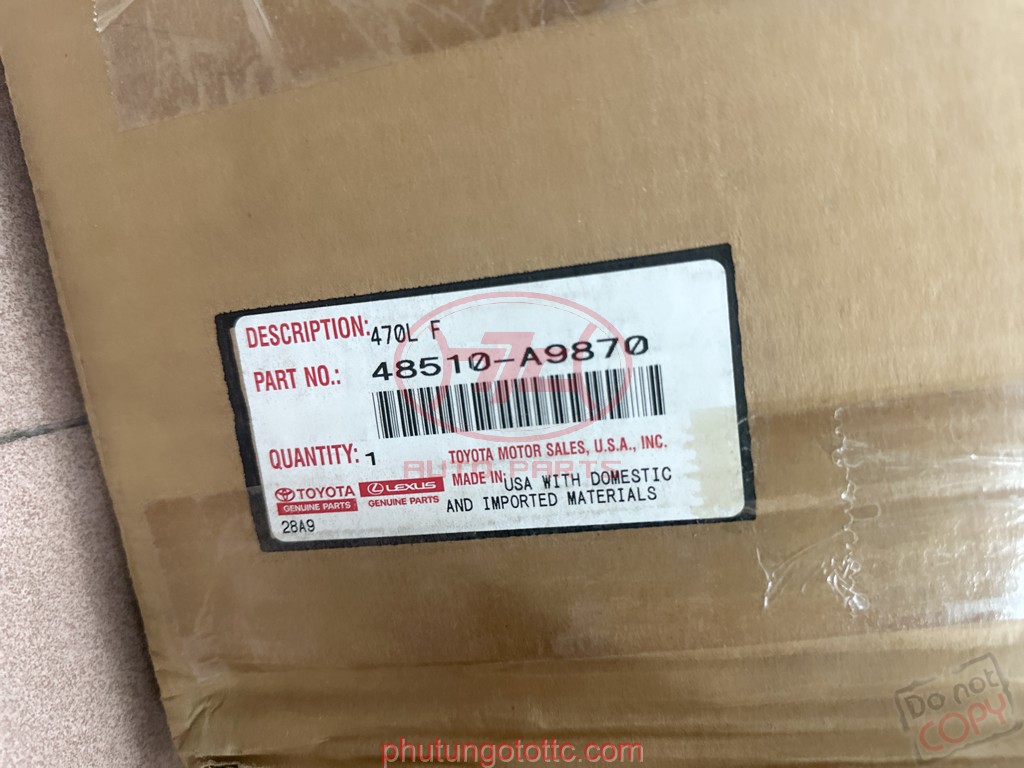 DESCRIPTION: 470L F
PART NO.: 48510-A9870
QUANTITY: 1
TOYOTA MOTOR SALES, U.S.A., INC.
AUTO PARTS
MADE IN USA WITH DOMESTIC
AND IMPORTED MATERIALS
TOYOTA
GENUINE PARTS
LEXUS
GENUINE PARTS
28A9
Do not
COPY
phutungototTc.com